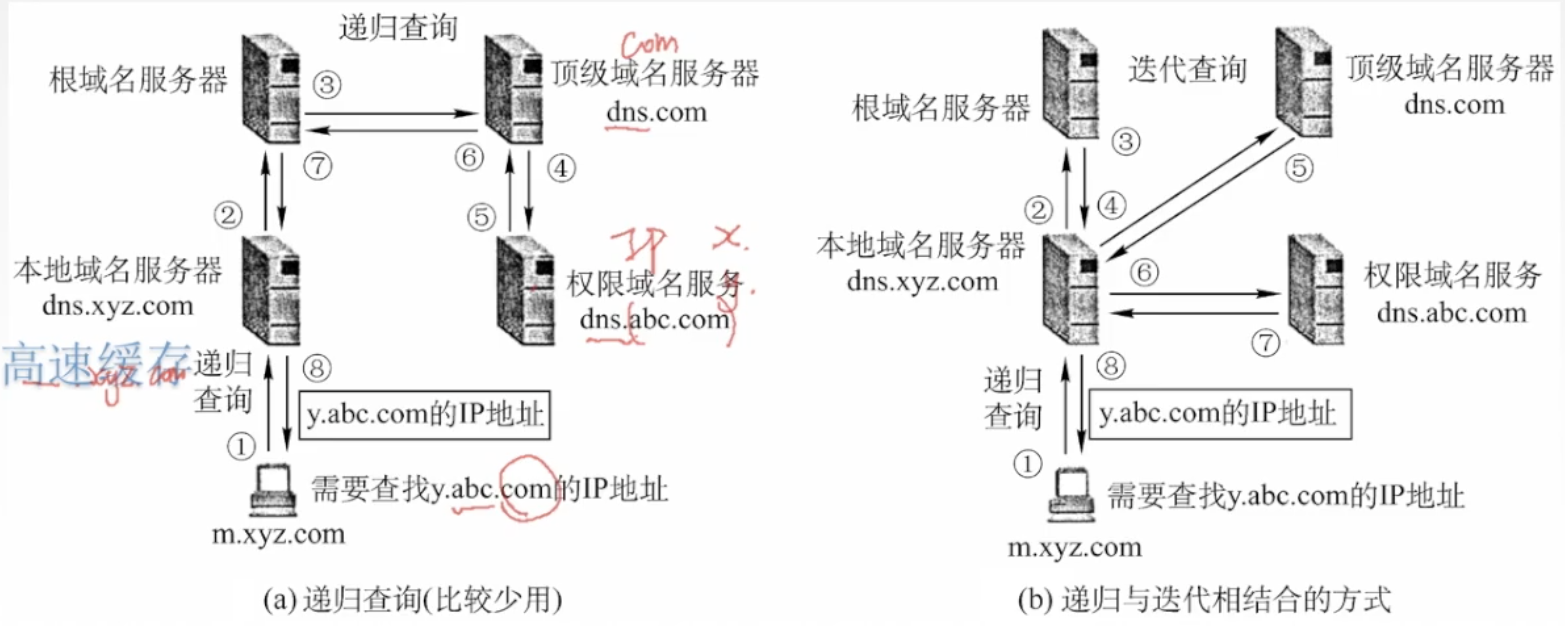 递归查询
com
根域名服务器
③
顶级域名服务器
dns.com
⑥
⑦
④
②
⑤
IP
x.
本地域名服务器
dns.xyz.com
权限域名服务
dns.abc.com
高速缓存
xyz com
递归
查询
⑧
y.abc.com的IP地址
①
需要查找y.abc.com的IP地址
m.xyz.com
(a) 递归查询(比较少用)
迭代查询
顶级域名服务器
dns.com
根域名服务器
③
⑤
②
④
本地域名服务器
dns.xyz.com
⑥
权限域名服务
dns.abc.com
⑦
递归
查询
⑧
y.abc.com的IP地址
①
需要查找y.abc.com的IP地址
m.xyz.com
(b) 递归与迭代相结合的方式